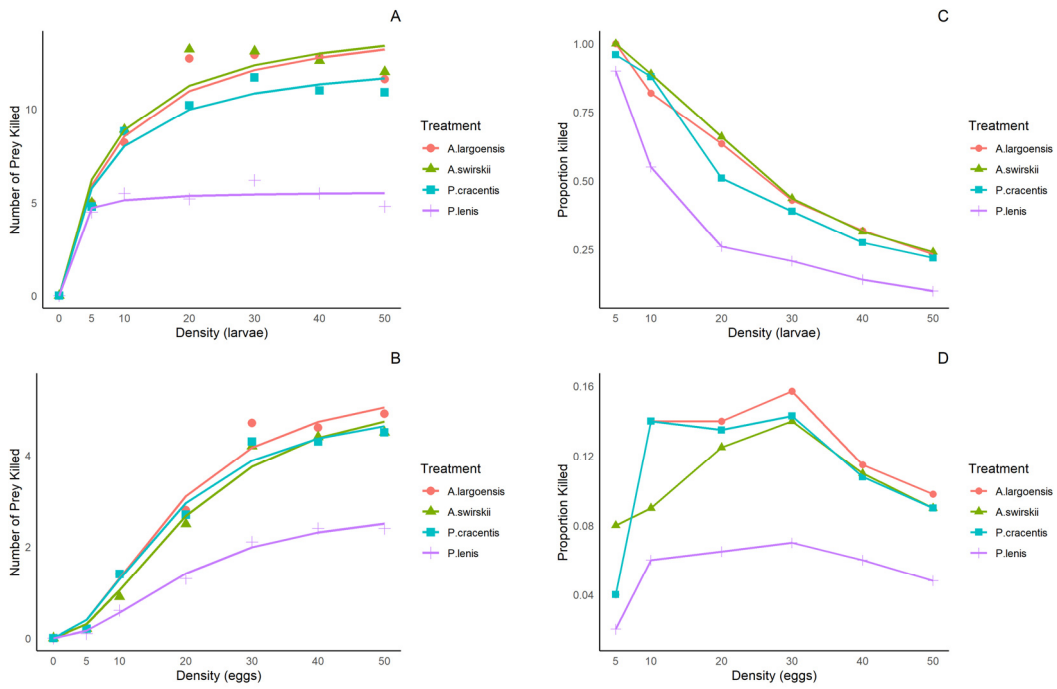 A
Number of Prey Killed
10
5
0
0 5 10 20 30 40 50
Density (larvae)
Treatment
A.largoensis
A.swirskii
P.cracentis
P.lenis
C
Proportion killed
1.00
0.75
0.50
0.25
5 10 20 30 40 50
Density (larvae)
Treatment
A.largoensis
A.swirskii
P.cracentis
P.lenis
B
Number of Prey Killed
4
2
0
0 5 10 20 30 40 50
Density (eggs)
Treatment
A.largoensis
A.swirskii
P.cracentis
P.lenis
D
Proportion Killed
0.16
0.12
0.08
0.04
5 10 20 30 40 50
Density (eggs)
Treatment
A.largoensis
A.swirskii
P.cracentis
P.lenis